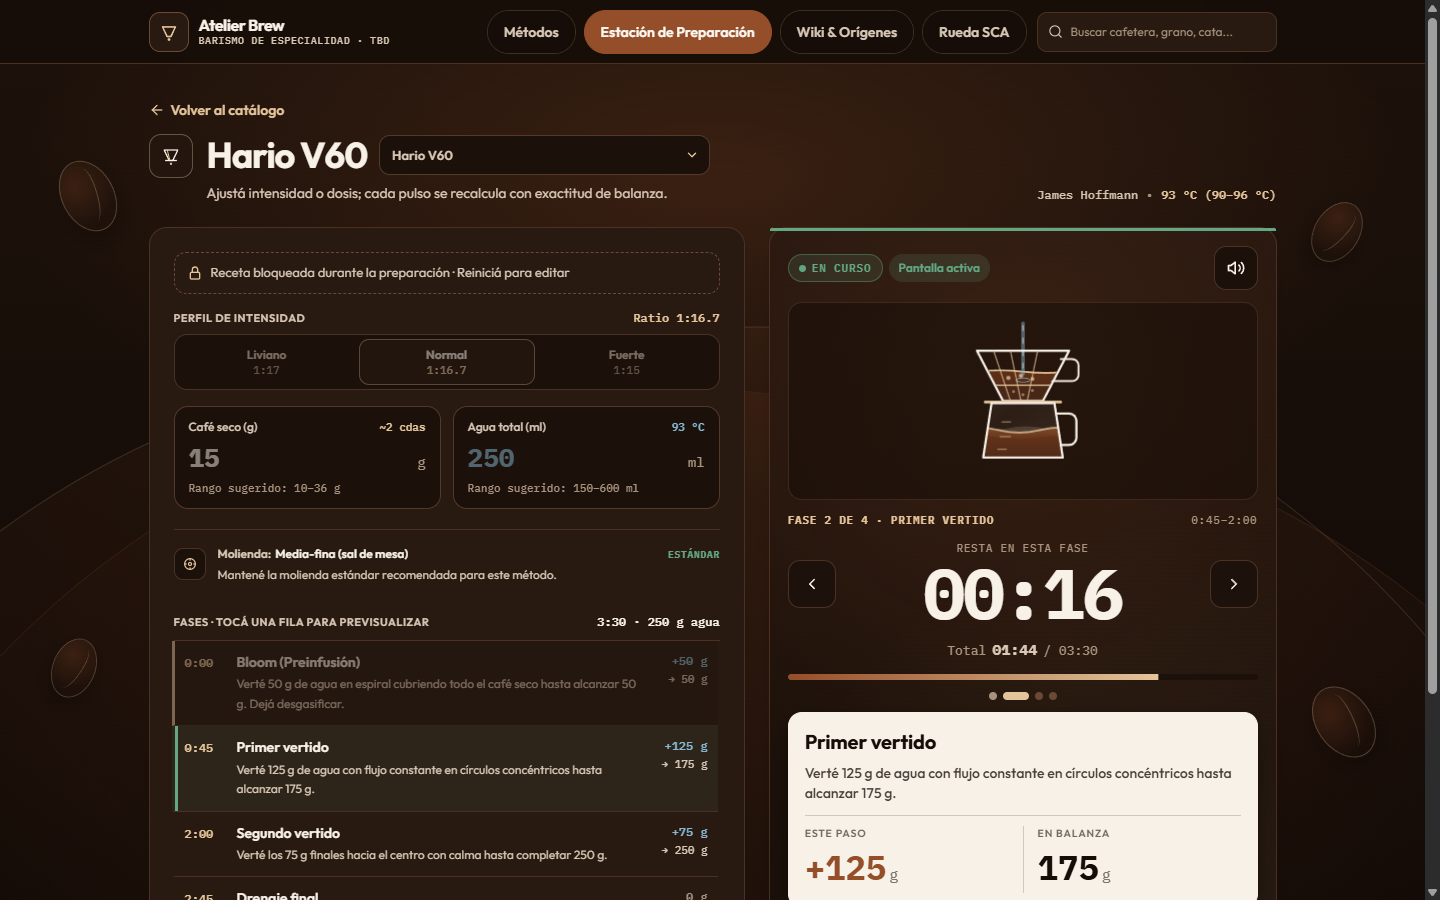 Atelier Brew
BARISMO DE ESPECIALIDAD · TBD
Métodos
Estación de Preparación
Wiki & Orígenes
Rueda SCA
Buscar cafetera, grano, cata...
← Volver al catálogo
Hario V60
Hario V60
Ajustá intensidad o dosis; cada pulso se recalcula con exactitud de balanza.
James Hoffmann • 93 °C (90–96 °C)
Receta bloqueada durante la preparación · Reiniciá para editar
PERFIL DE INTENSIDAD
Ratio 1:16.7
Liviano
1:17
Normal
1:16.7
Fuerte
1:15
Café seco (g)
~2 cdas
15
g
Rango sugerido: 10–36 g
Agua total (ml)
93 °C
250
ml
Rango sugerido: 150–600 ml
Molienda: Media-fina (sal de mesa)
ESTÁNDAR
Mantené la molienda estándar recomendada para este método.
FASES · TOCÁ UNA FILA PARA PREVISUALIZAR
3:30 · 250 g agua
0:00
Bloom (Preinfusión)
+50 g
Verté 50 g de agua en espiral cubriendo todo el café seco hasta alcanzar 50
→ 50 g
g. Dejá desgasificar.
0:45
Primer vertido
+125 g
Verté 125 g de agua con flujo constante en círculos concéntricos hasta
→ 175 g
alcanzar 175 g.
2:00
Segundo vertido
+75 g
Verté los 75 g finales hacia el centro con calma hasta completar 250 g.
→ 250 g
2:45
Drenaje final
0 g
EN CURSO
Pantalla activa
FASE 2 DE 4 · PRIMER VERTIDO
0:45–2:00
RESTA EN ESTA FASE
00:16
Total 01:44 / 03:30
Primer vertido
Verté 125 g de agua con flujo constante en círculos concéntricos hasta
alcanzar 175 g.
ESTE PASO
+125 g
EN BALANZA
175 g